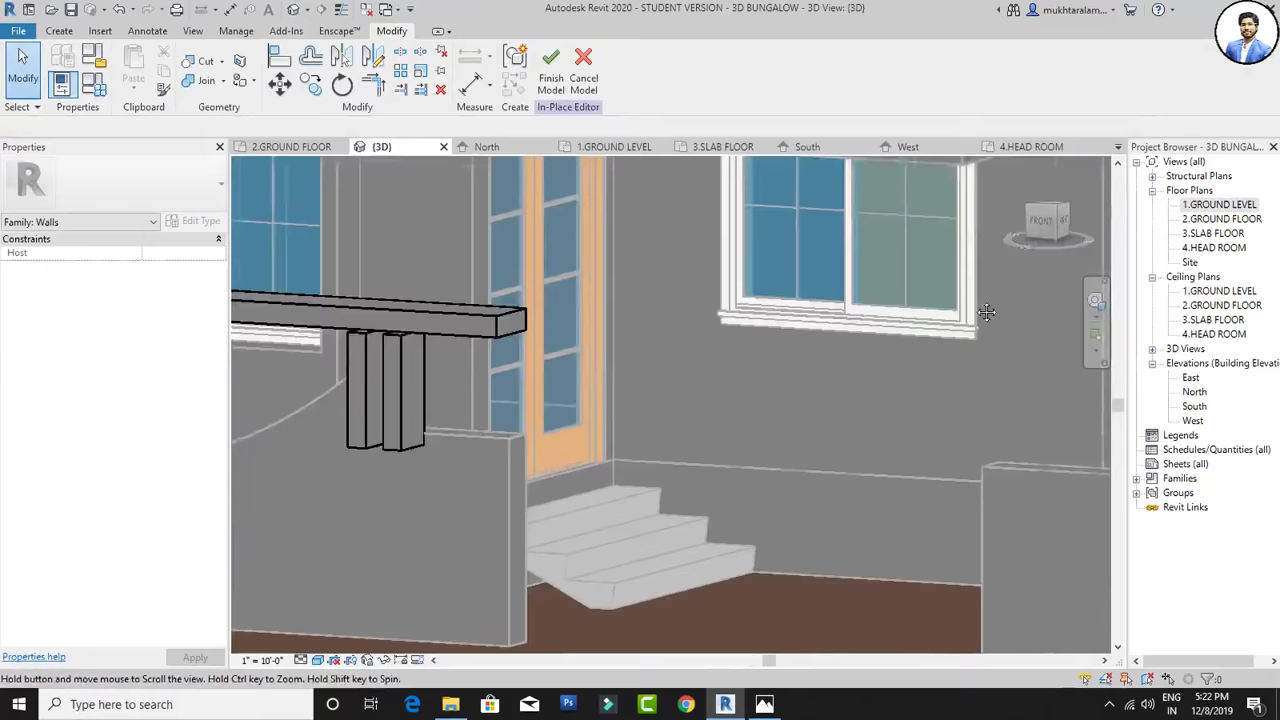 Autodesk Revit 2020 - STUDENT VERSION - 3D BUNGALOW - 3D View: {3D}
mukhtaralam...
File Create Insert Annotate View Manage Add-Ins Enscape™ Modify
Modify
Paste
Cut
Join
Finish Model
Cancel Model
Select Properties Clipboard Geometry Modify Measure Create In-Place Editor
Properties
2.GROUND FLOOR {3D} North 1.GROUND LEVEL 3.SLAB FLOOR South West 4.HEAD ROOM
Project Browser - 3D BUNGAL...
R
Family: Walls
Edit Type
Constraints
Host
FRONT
Views (all)
Structural Plans
Floor Plans
1.GROUND LEVEL
2.GROUND FLOOR
3.SLAB FLOOR
4.HEAD ROOM
Site
Ceiling Plans
1.GROUND LEVEL
2.GROUND FLOOR
3.SLAB FLOOR
4.HEAD ROOM
3D Views
Elevations (Building Elevati
East
North
South
West
Legends
Schedules/Quantities (all)
Sheets (all)
Families
Groups
Revit Links
Properties help
Apply
1" = 10'-0"
Hold button and move mouse to Scroll the view. Hold Ctrl key to Zoom. Hold Shift key to Spin.
:0
Type here to search
Ps
R
ENG
IN
5:22 PM
12/8/2019